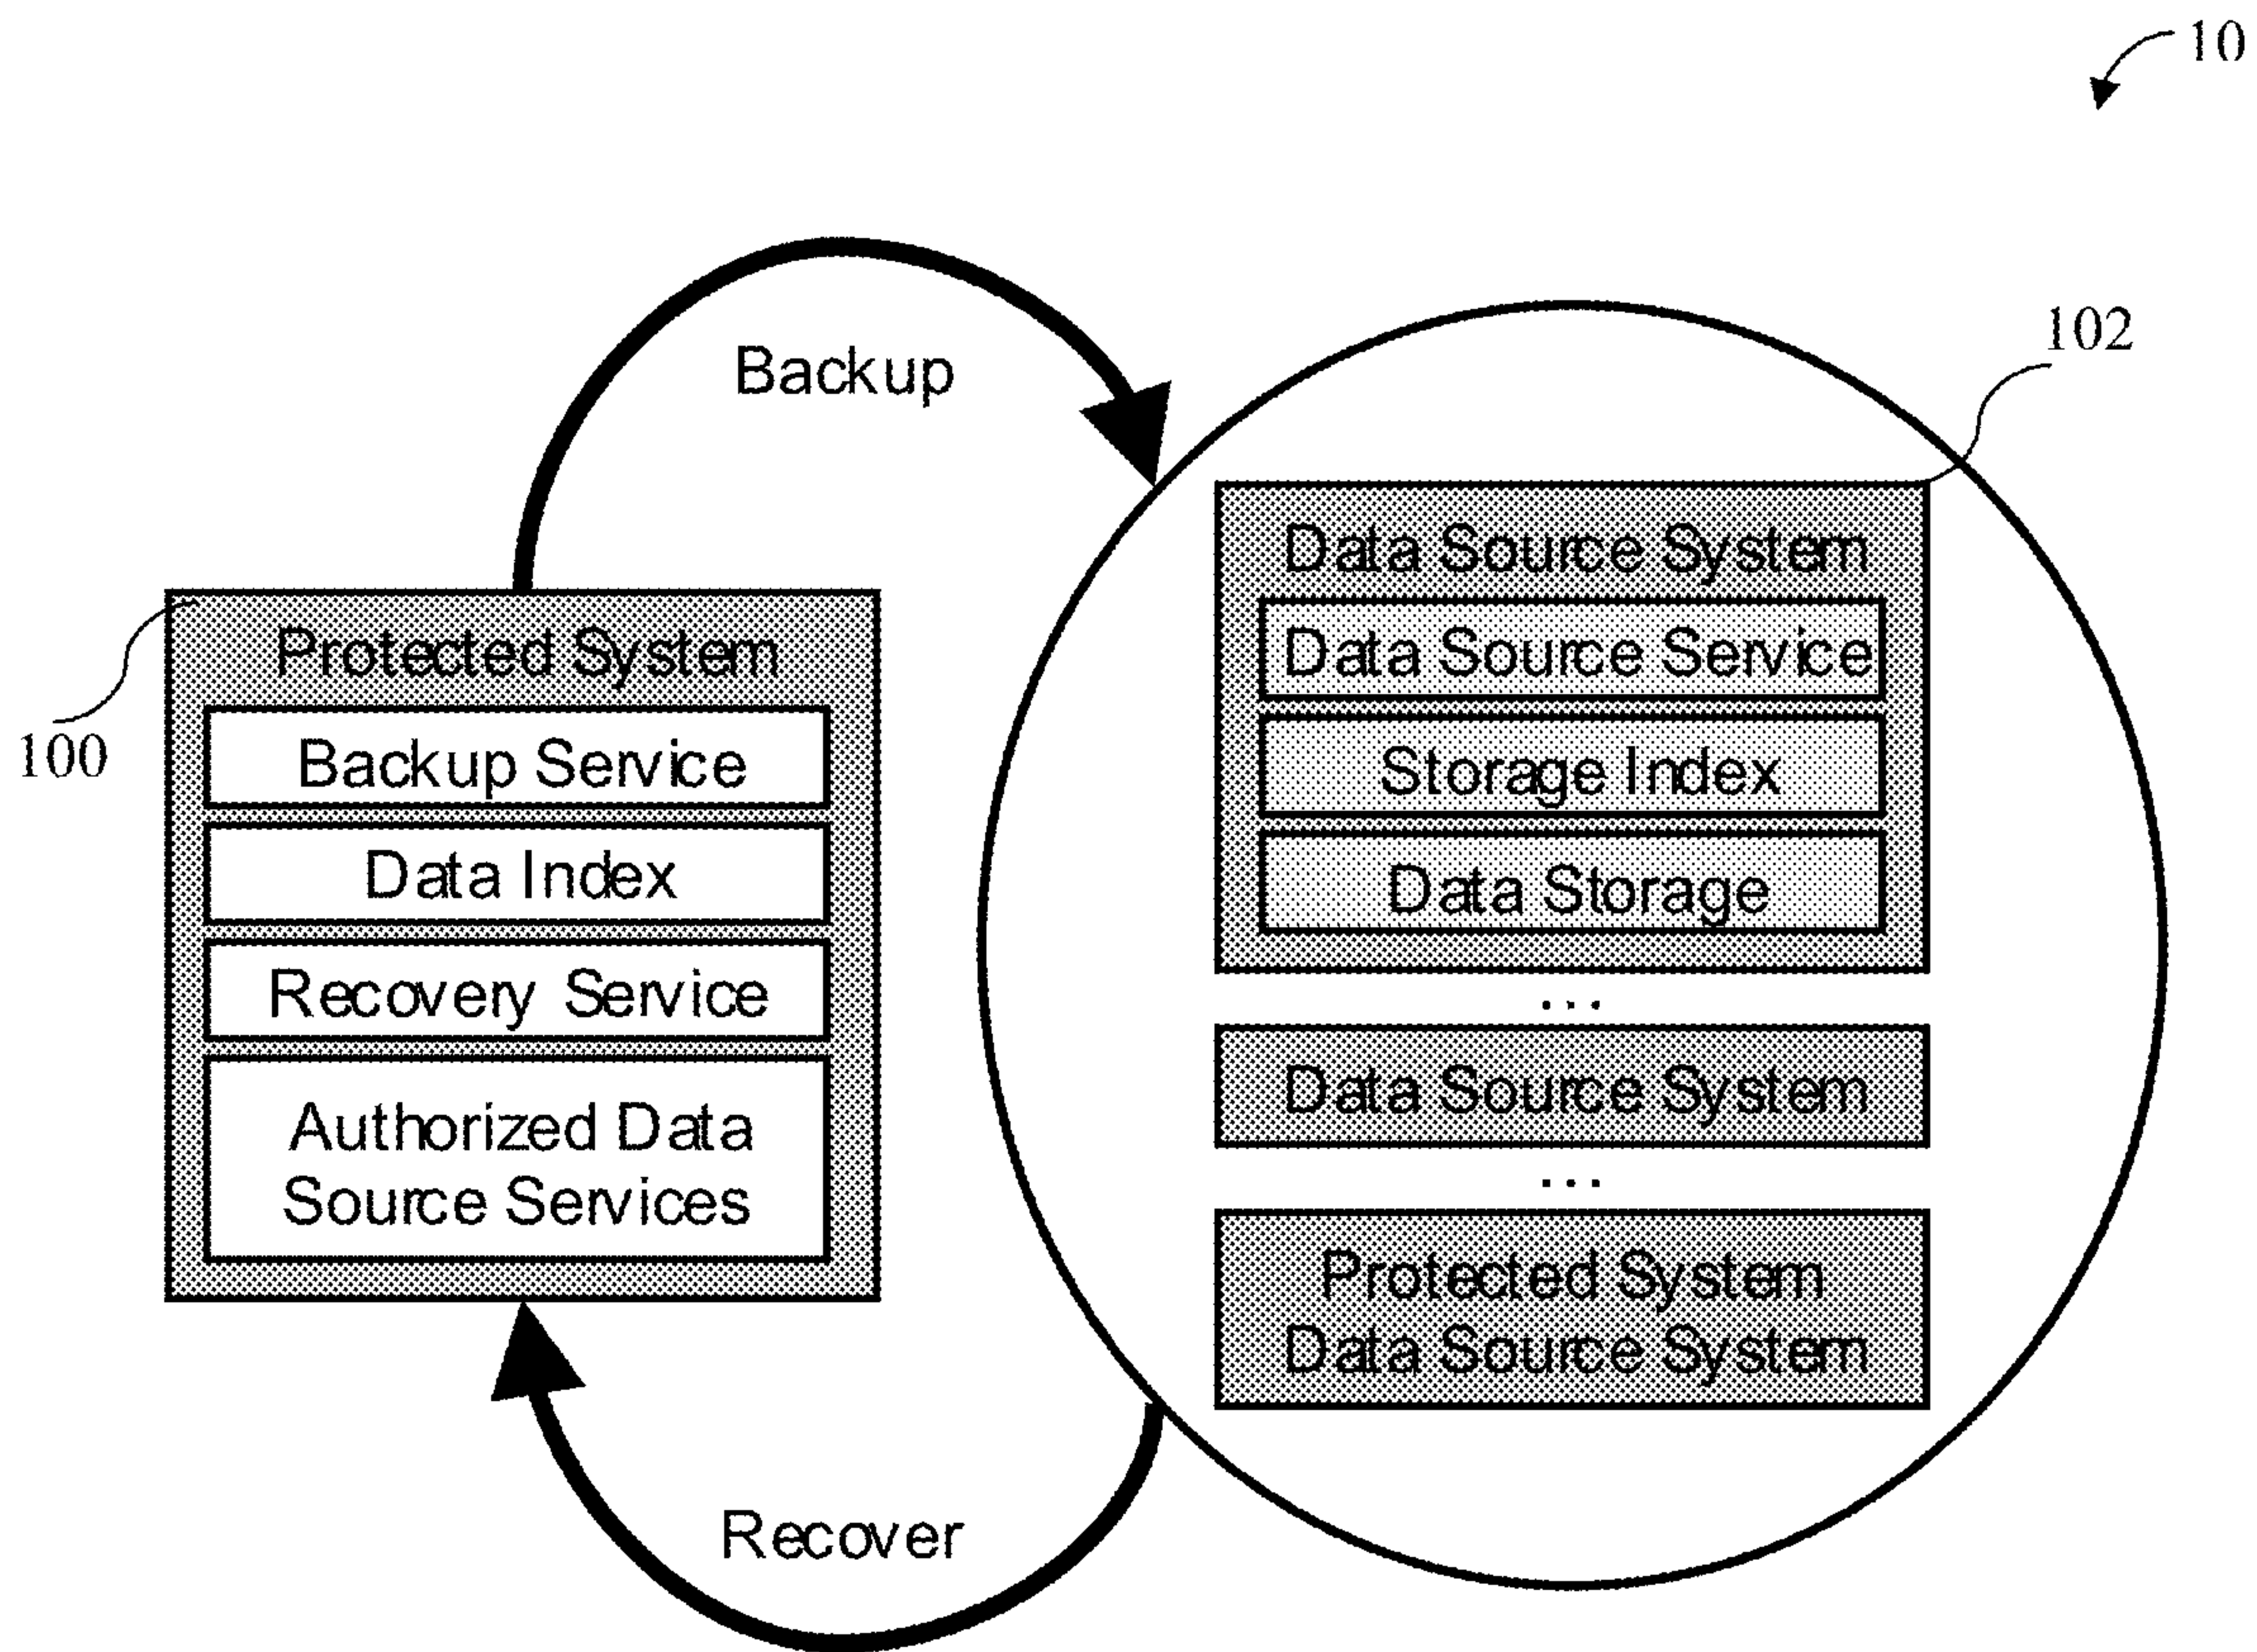 10
Backup
102
Data Source System
Data Source Service
Storage Index
Data Storage
...
Data Source System
...
Protected System
Data Source System
100
Protected System
Backup Service
Data Index
Recovery Service
Authorized Data
Source Services
Recover